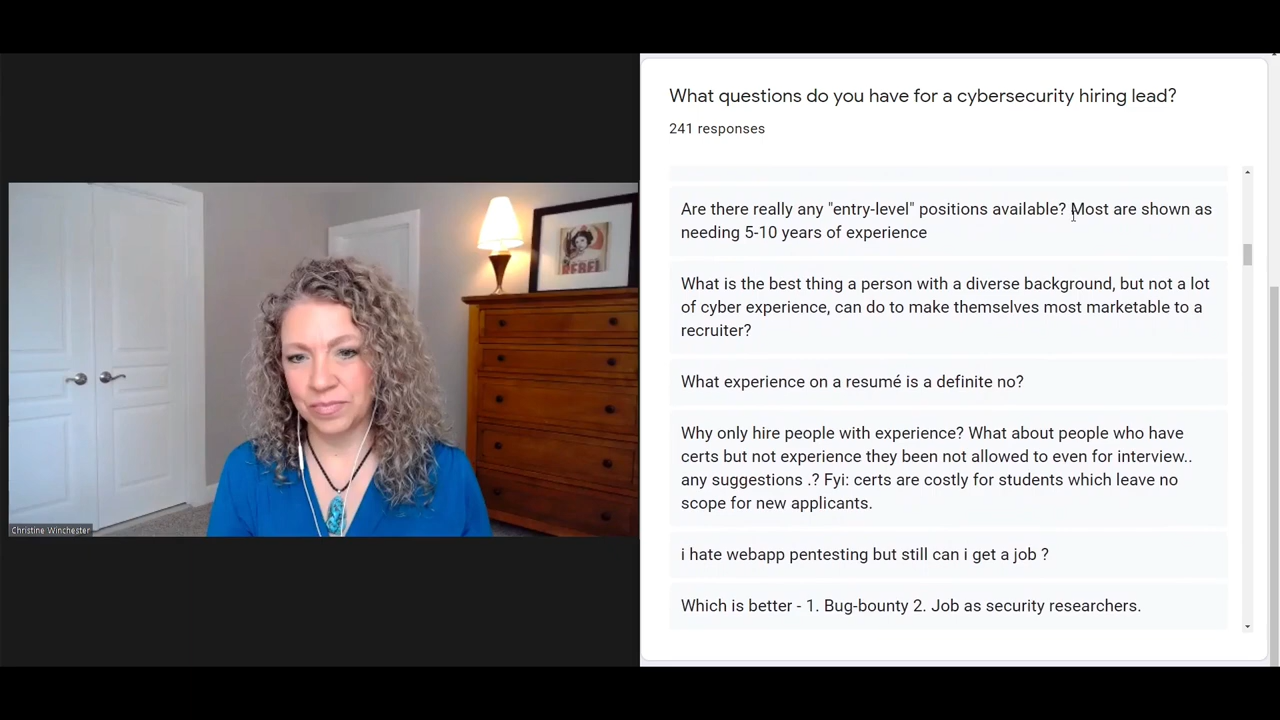 What questions do you have for a cybersecurity hiring lead?
241 responses
Are there really any "entry-level" positions available? Most are shown as
needing 5-10 years of experience
What is the best thing a person with a diverse background, but not a lot
of cyber experience, can do to make themselves most marketable to a
recruiter?
What experience on a resumé is a definite no?
Why only hire people with experience? What about people who have
certs but not experience they been not allowed to even for interview..
any suggestions .? Fyi: certs are costly for students which leave no
scope for new applicants.
i hate webapp pentesting but still can i get a job ?
Which is better - 1. Bug-bounty 2. Job as security researchers.
REBEL
Christine Winchester